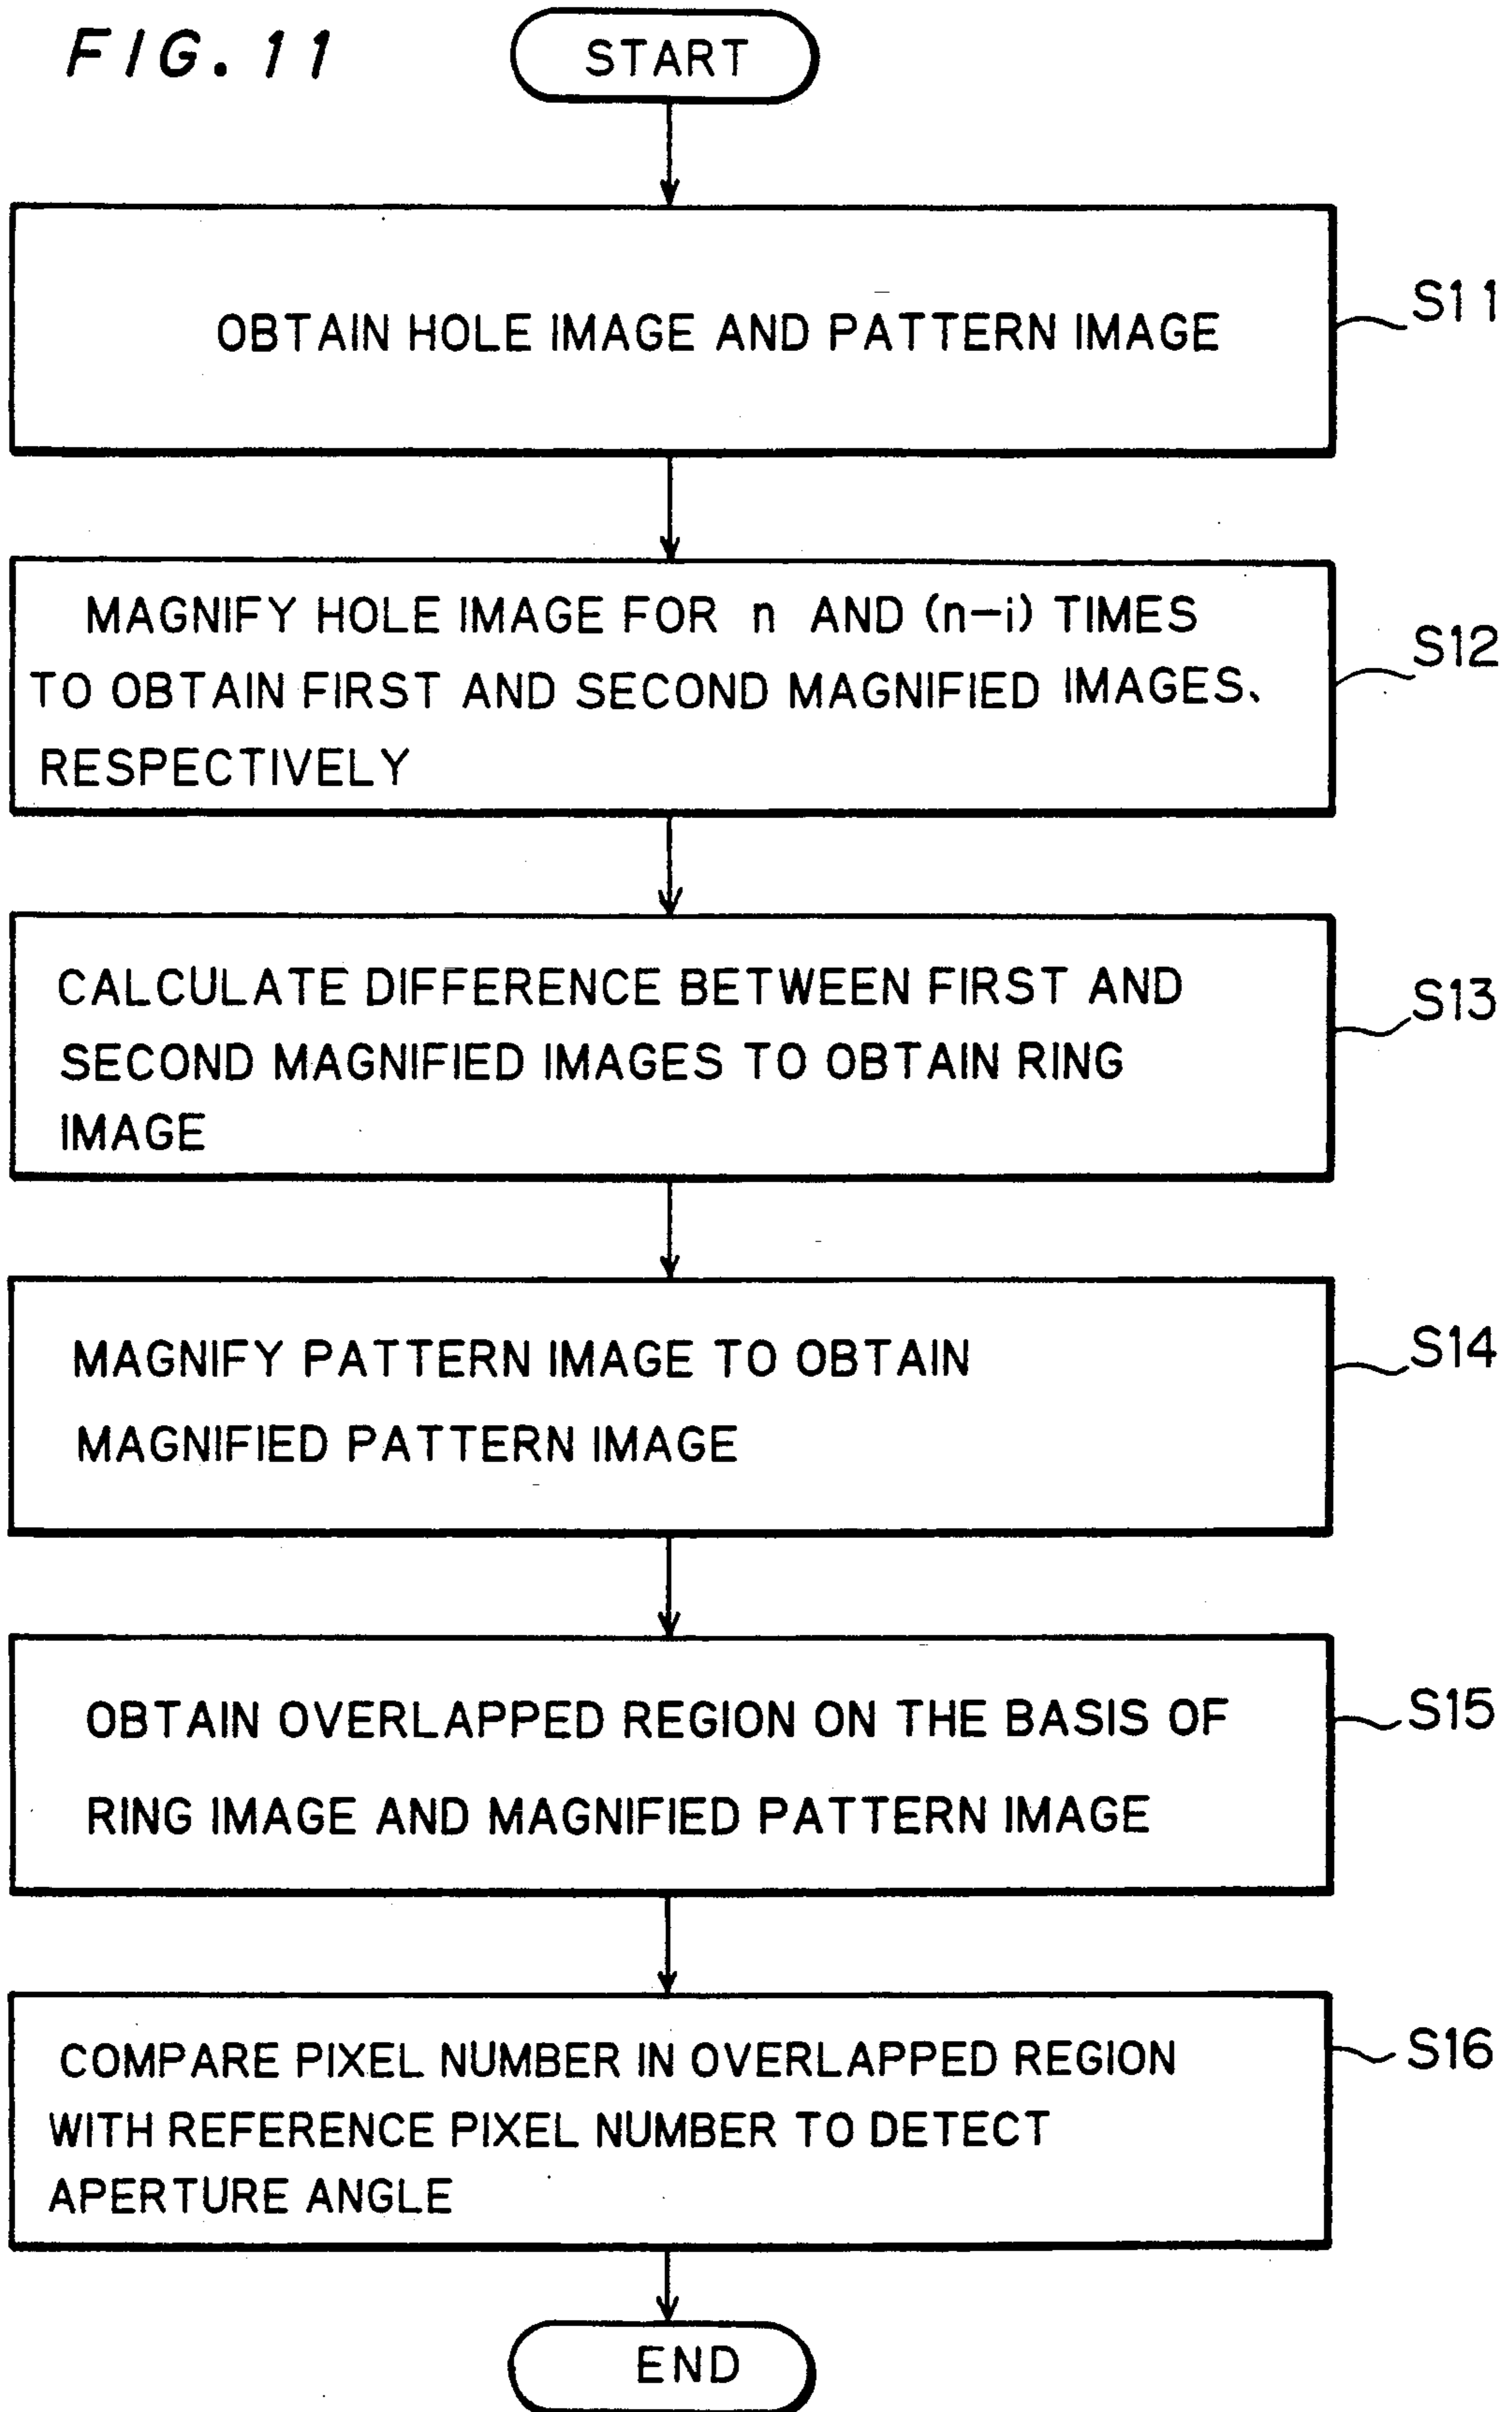 FIG. 11
START
OBTAIN HOLE IMAGE AND PATTERN IMAGE
S11
MAGNIFY HOLE IMAGE FOR n AND (n-i) TIMES
TO OBTAIN FIRST AND SECOND MAGNIFIED IMAGES、
RESPECTIVELY
S12
CALCULATE DIFFERENCE BETWEEN FIRST AND
SECOND MAGNIFIED IMAGES TO OBTAIN RING
IMAGE
S13
MAGNIFY PATTERN IMAGE TO OBTAIN
MAGNIFIED PATTERN IMAGE
S14
OBTAIN OVERLAPPED REGION ON THE BASIS OF
RING IMAGE AND MAGNIFIED PATTERN IMAGE
S15
COMPARE PIXEL NUMBER IN OVERLAPPED REGION
WITH REFERENCE PIXEL NUMBER TO DETECT
APERTURE ANGLE
S16
END